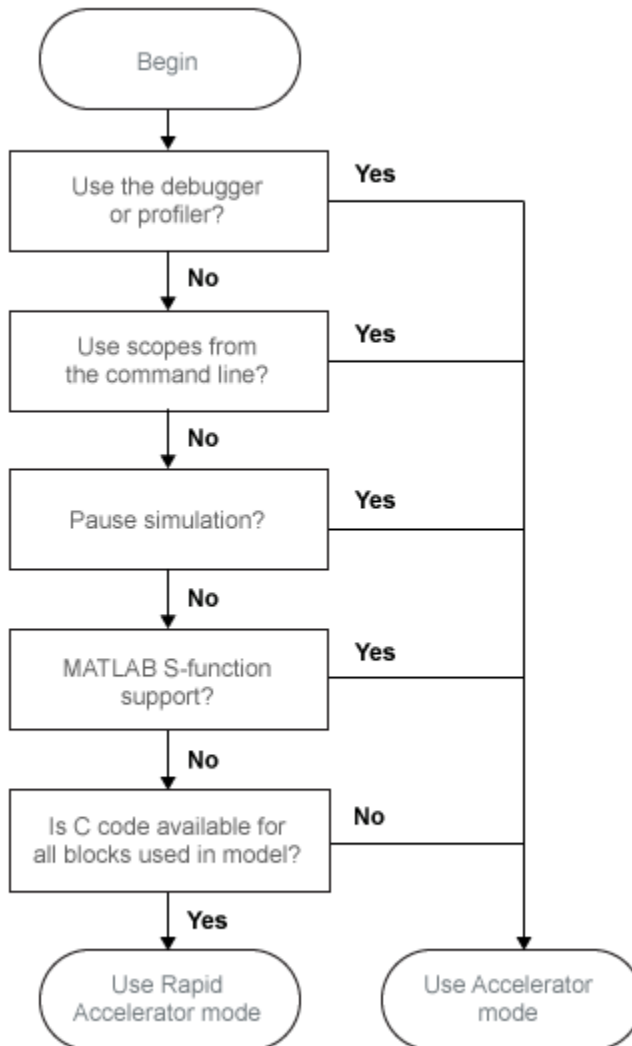 Begin
Use the debugger
or profiler?
Yes
No
Use scopes from
the command line?
Yes
No
Pause simulation?
Yes
No
MATLAB S-function
support?
Yes
No
Is C code available for
all blocks used in model?
No
Yes
Use Rapid
Accelerator mode
Use Accelerator
mode